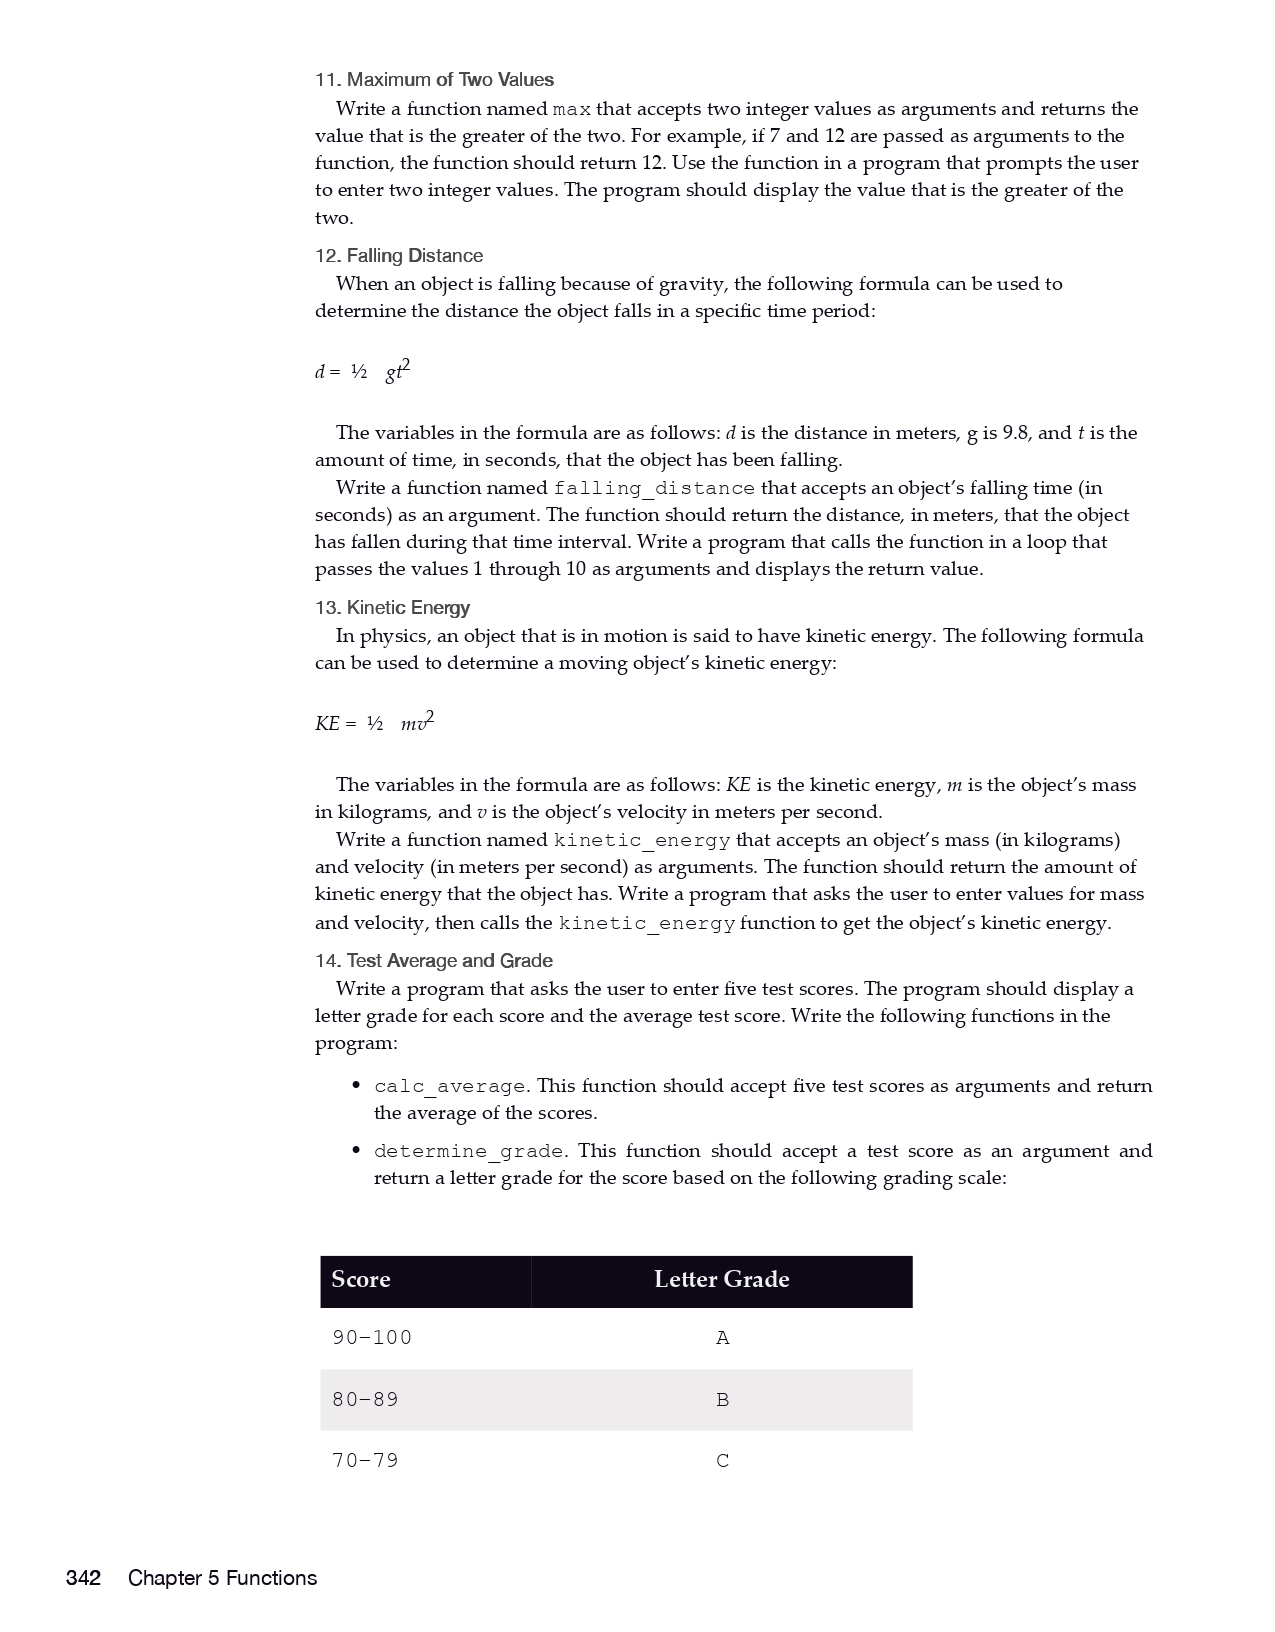 11. Maximum of Two Values
Write a function named max that accepts two integer values as arguments and returns the
value that is the greater of the two. For example, if 7 and 12 are passed as arguments to the
function, the function should return 12. Use the function in a program that prompts the user
to enter two integer values. The program should display the value that is the greater of the
two.
12. Falling Distance
When an object is falling because of gravity, the following formula can be used to
determine the distance the object falls in a specific time period:
d = ½ gt²
The variables in the formula are as follows: d is the distance in meters, g is 9.8, and t is the
amount of time, in seconds, that the object has been falling.
Write a function named falling_distance that accepts an object’s falling time (in
seconds) as an argument. The function should return the distance, in meters, that the object
has fallen during that time interval. Write a program that calls the function in a loop that
passes the values 1 through 10 as arguments and displays the return value.
13. Kinetic Energy
In physics, an object that is in motion is said to have kinetic energy. The following formula
can be used to determine a moving object’s kinetic energy:
KE = ½ mv²
The variables in the formula are as follows: KE is the kinetic energy, m is the object’s mass
in kilograms, and v is the object’s velocity in meters per second.
Write a function named kinetic_energy that accepts an object’s mass (in kilograms)
and velocity (in meters per second) as arguments. The function should return the amount of
kinetic energy that the object has. Write a program that asks the user to enter values for mass
and velocity, then calls the kinetic_energy function to get the object’s kinetic energy.
14. Test Average and Grade
Write a program that asks the user to enter five test scores. The program should display a
letter grade for each score and the average test score. Write the following functions in the
program:
• calc_average. This function should accept five test scores as arguments and return
the average of the scores.
• determine_grade. This function should accept a test score as an argument and
return a letter grade for the score based on the following grading scale:
Score Letter Grade
90–100 A
80–89 B
70–79 C
342 Chapter 5 Functions